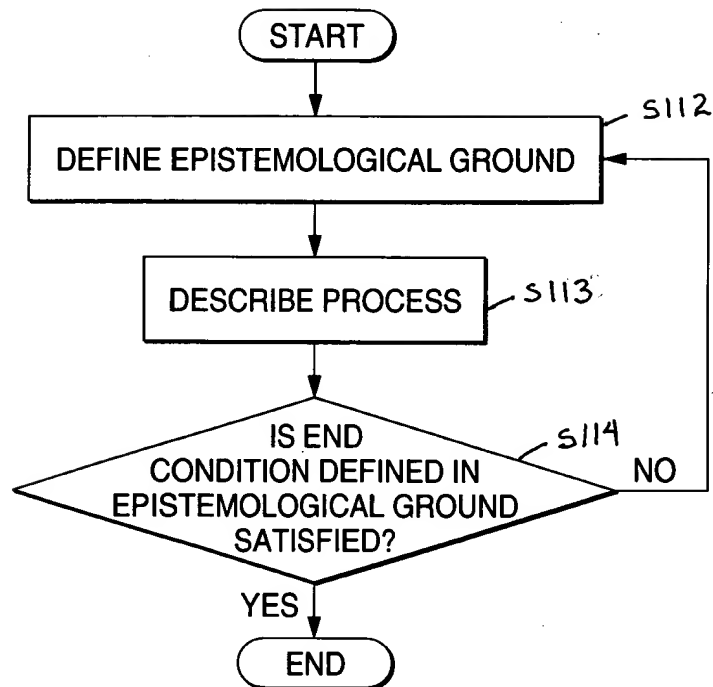 START
S112
DEFINE EPISTEMOLOGICAL GROUND
DESCRIBE PROCESS
S113
S114
IS END
CONDITION DEFINED IN
EPISTEMOLOGICAL GROUND
SATISFIED?
NO
YES
END